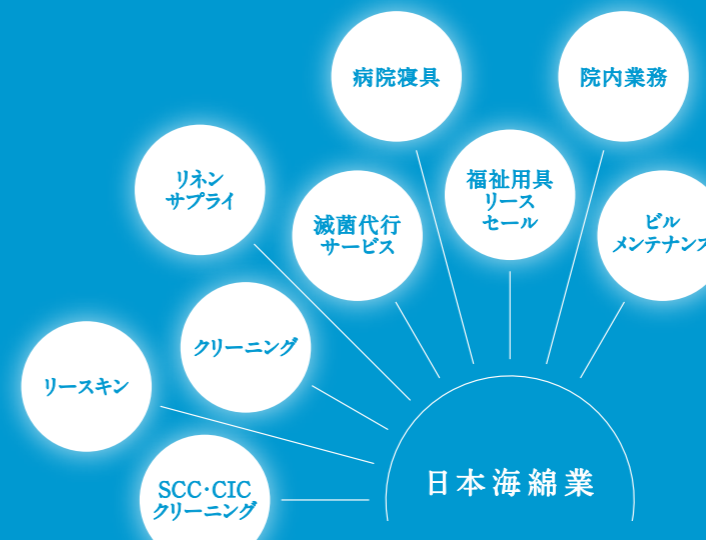 病院寝具
院内業務
リネン
サプライ
滅菌代行
サービス
福祉用具
リース
セール
ビル
メンテナンス
クリーニング
リースキン
SCC·CIC
クリーニング
日本海綿業